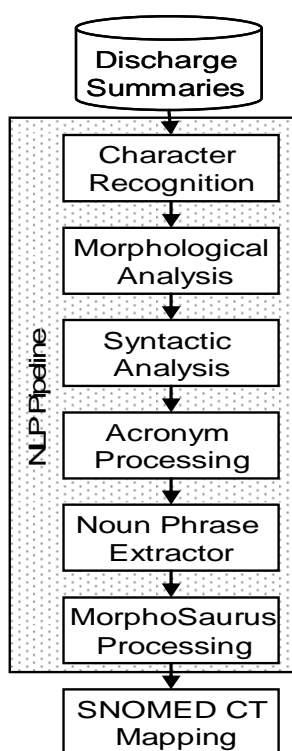 Discharge
Summaries
Character
Recognition
Morphological
Analysis
Syntactic
Analysis
Acronym
Processing
Noun Phrase
Extractor
MorphoSaurus
Processing
NLP Pipeline
SNOMED CT
Mapping